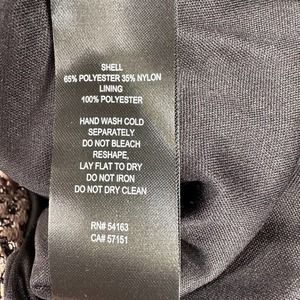 SHELL
65% POLYESTER 35% NYLON
LINING
100% POLYESTER
HAND WASH COLD
SEPARATELY
DO NOT BLEACH
RESHAPE,
LAY FLAT TO DRY
DO NOT IRON
DO NOT DRY CLEAN
RN# 54163
CA# 57151